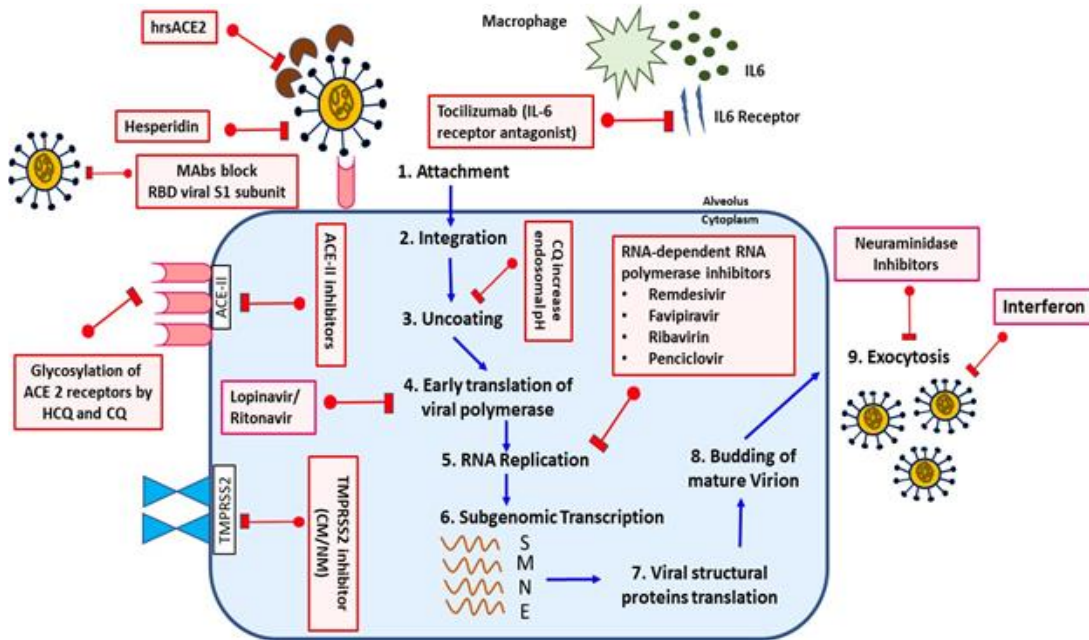 hrsACE2
Macrophage
IL6
Tocilizumab (IL-6
receptor antagonist)
IL6 Receptor
Hesperidin
MAbs block
RBD viral S1 subunit
1. Attachment
Alveolus
Cytoplasm
2. Integration
CQ increase
endosomal pH
RNA-dependent RNA
polymerase inhibitors
• Remdesivir
• Favipiravir
• Ribavirin
• Penciclovir
Neuraminidase
Inhibitors
Interferon
ACE-II
ACE-II inhibitors
3. Uncoating
9. Exocytosis
Glycosylation of
ACE 2 receptors by
HCQ and CQ
Lopinavir/
Ritonavir
4. Early translation of
viral polymerase
5. RNA Replication
8. Budding of
mature Virion
TMPRSS2
TMPRSS2 inhibitor
(CM/NM)
6. Subgenomic Transcription
S
M
N
E
7. Viral structural
proteins translation